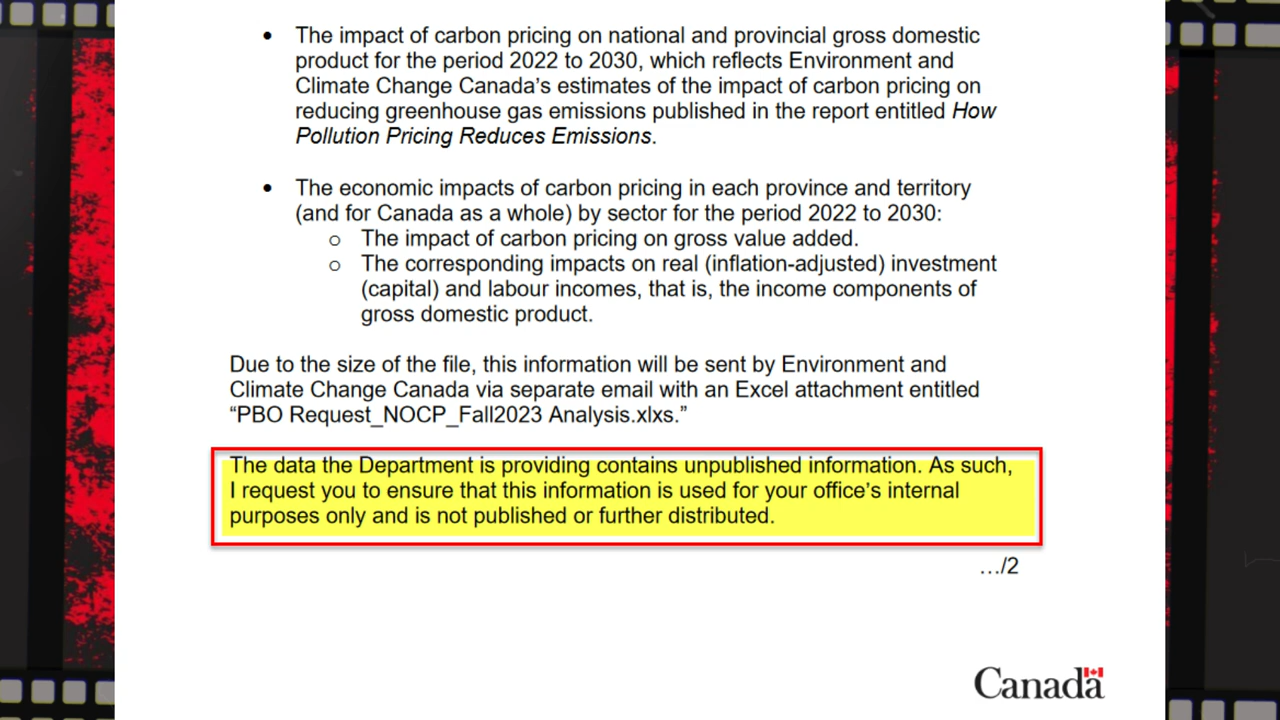 • The impact of carbon pricing on national and provincial gross domestic
product for the period 2022 to 2030, which reflects Environment and
Climate Change Canada’s estimates of the impact of carbon pricing on
reducing greenhouse gas emissions published in the report entitled How
Pollution Pricing Reduces Emissions.
• The economic impacts of carbon pricing in each province and territory
(and for Canada as a whole) by sector for the period 2022 to 2030:
o The impact of carbon pricing on gross value added.
o The corresponding impacts on real (inflation-adjusted) investment
(capital) and labour incomes, that is, the income components of
gross domestic product.
Due to the size of the file, this information will be sent by Environment and
Climate Change Canada via separate email with an Excel attachment entitled
“PBO Request_NOCP_Fall2023 Analysis.xlxs.”
The data the Department is providing contains unpublished information. As such,
I request you to ensure that this information is used for your office’s internal
purposes only and is not published or further distributed.
…/2
Canada